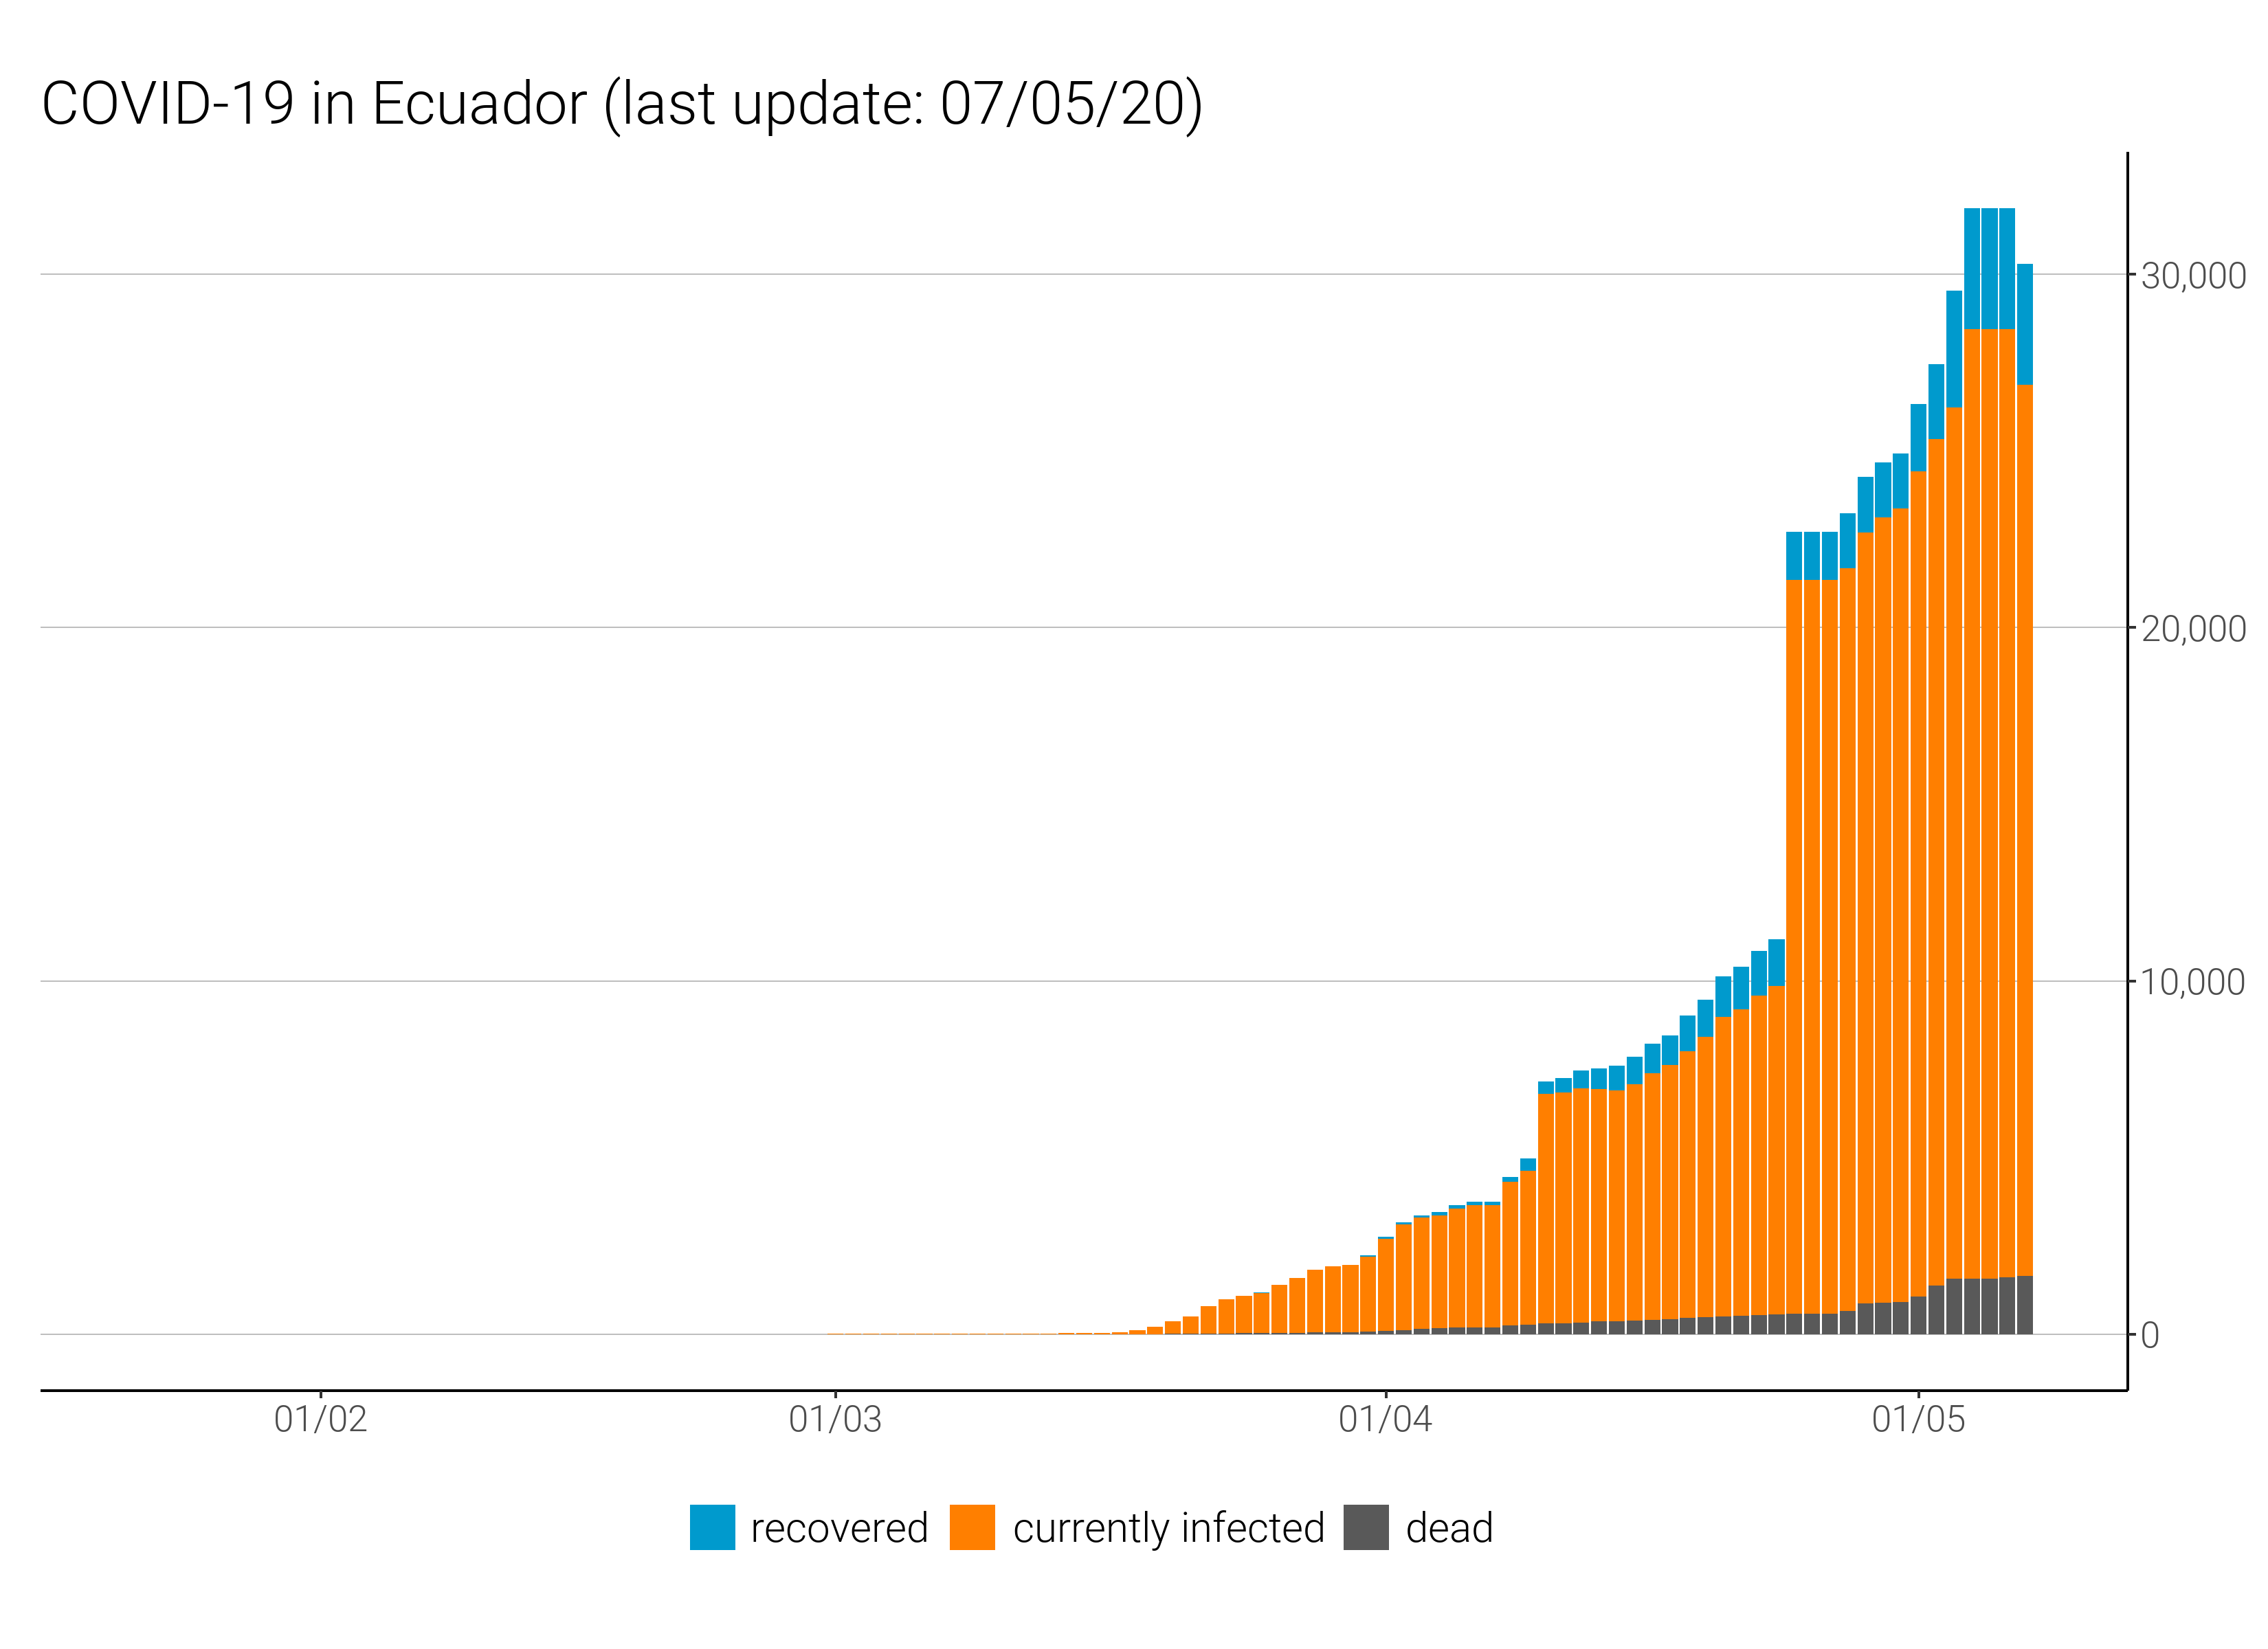 COVID-19 in Ecuador (last update: 07/05/20)
30,000
20,000
10,000
0
01/02 01/03 01/04 01/05
recovered currently infected dead